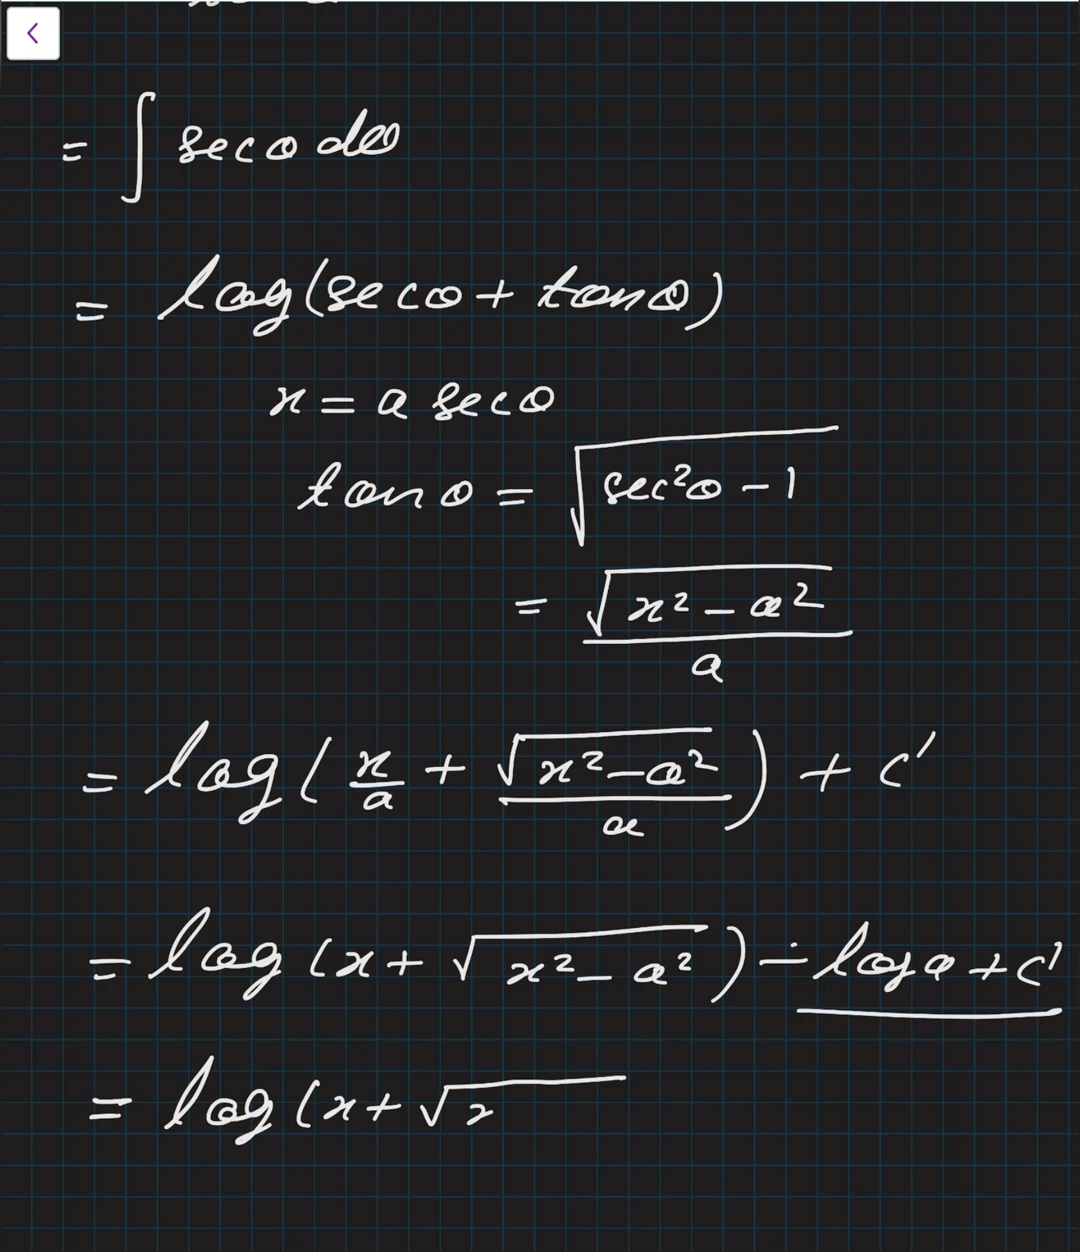 = ∫ secθ dθ
= log(secθ + tanθ)
x = a secθ
tanθ = √(sec²θ - 1)
= √(x² - a²) / a
= log(x/a + √(x² - a²)/a) + c'
= log(x + √(x² - a²)) - log a + c'
= log(x + √x